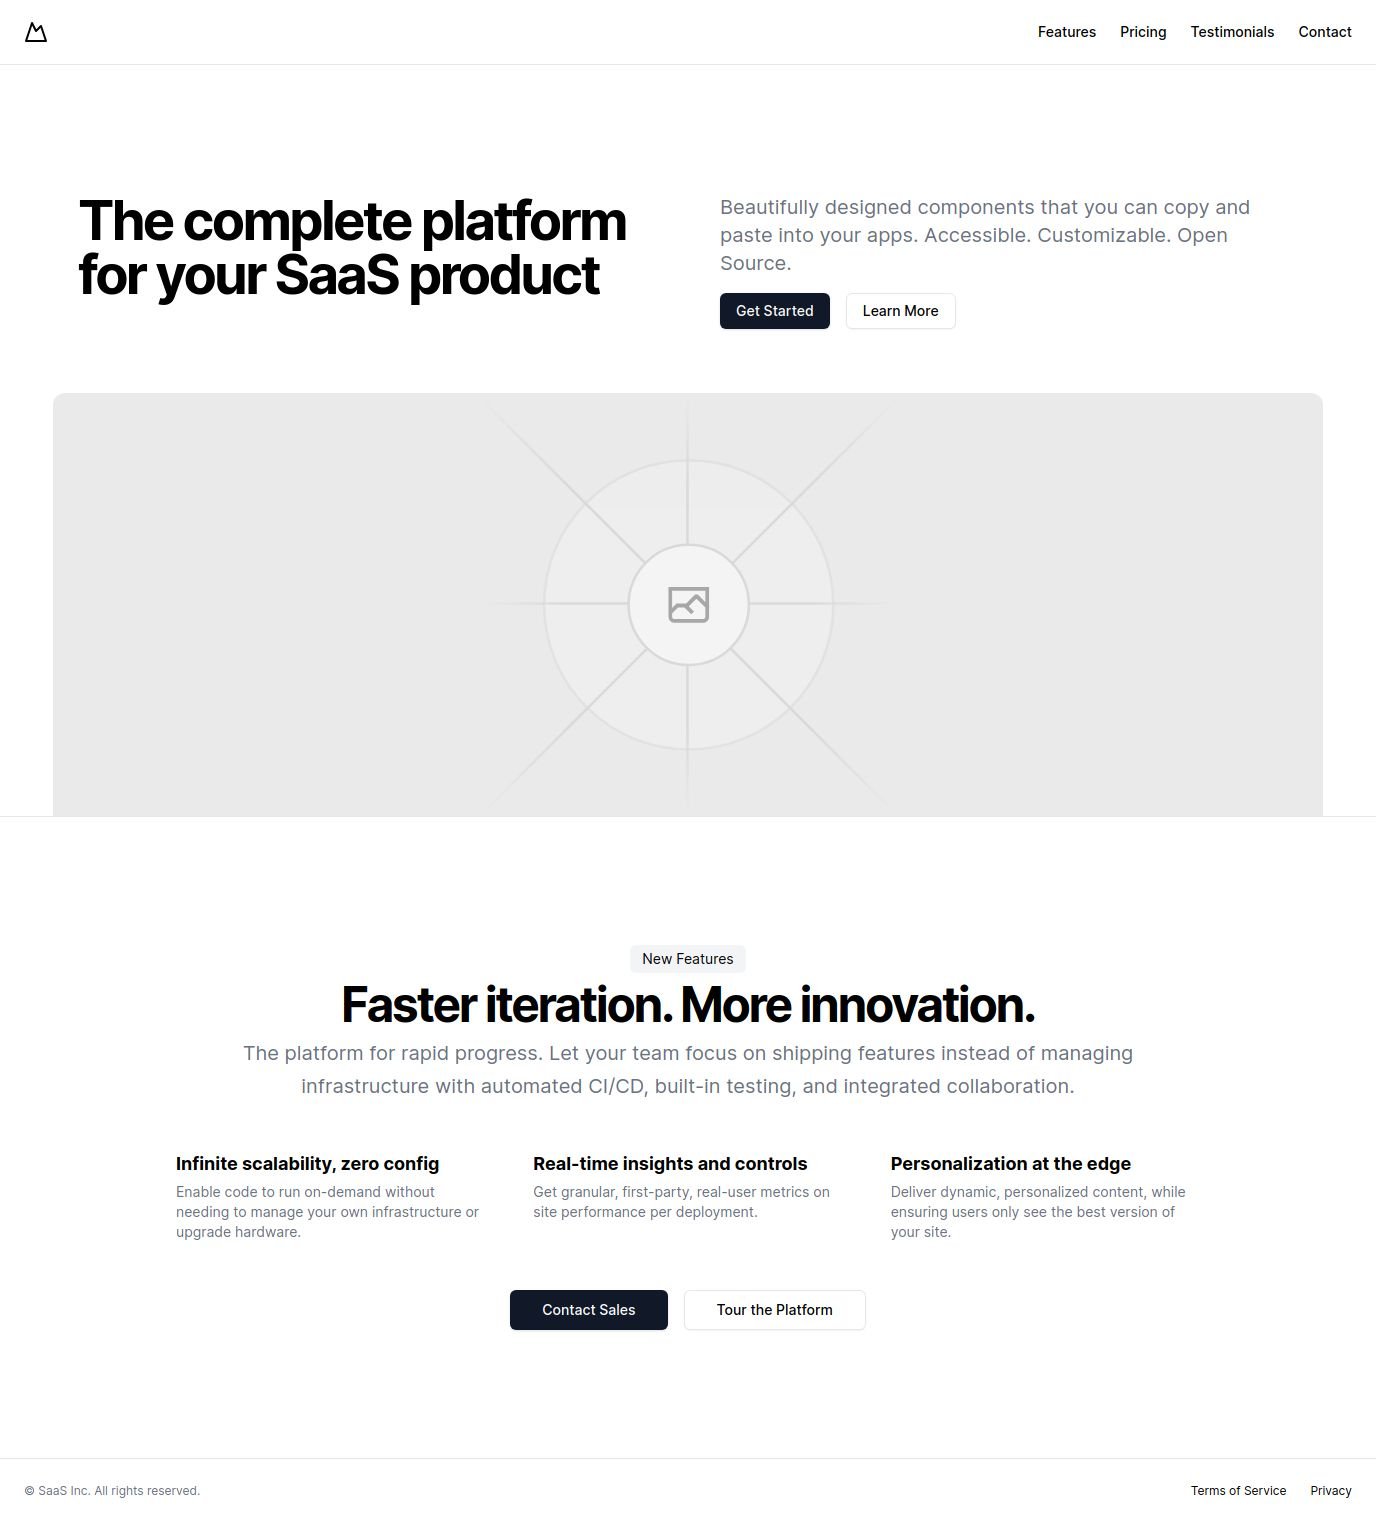 Features Pricing Testimonials Contact
The complete platform
for your SaaS product
Beautifully designed components that you can copy and
paste into your apps. Accessible. Customizable. Open
Source.
Get Started Learn More
New Features
Faster iteration. More innovation.
The platform for rapid progress. Let your team focus on shipping features instead of managing
infrastructure with automated CI/CD, built-in testing, and integrated collaboration.
Infinite scalability, zero config
Enable code to run on-demand without
needing to manage your own infrastructure or
upgrade hardware.
Real-time insights and controls
Get granular, first-party, real-user metrics on
site performance per deployment.
Personalization at the edge
Deliver dynamic, personalized content, while
ensuring users only see the best version of
your site.
Contact Sales Tour the Platform
© SaaS Inc. All rights reserved.
Terms of Service Privacy